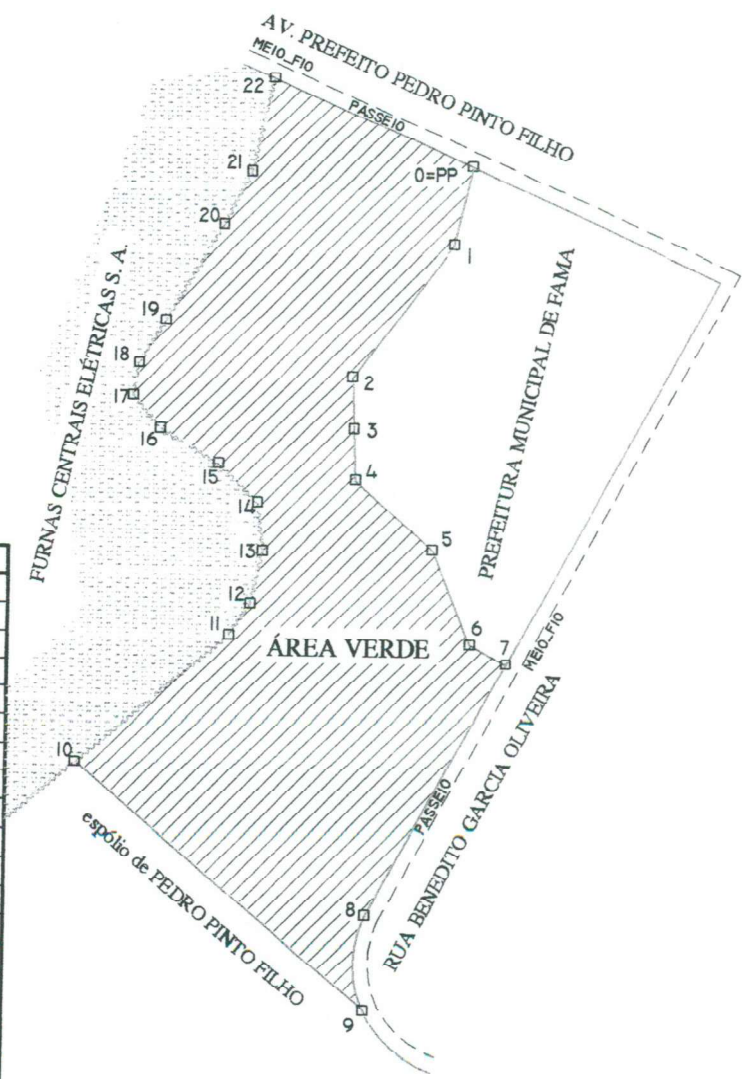 AV. PREFEITO PEDRO PINTO FILHO
MEIO_FIO
PASSEIO
22
0=PP
21
1
20
19
18
17
2
16
3
15
4
14
13
5
12
11
6
7
10
8
9
FURNAS CENTRAIS ELÉTRICAS S. A.
PREFEITURA MUNICIPAL DE FAMA
ÁREA VERDE
MEIO_FIO
PASSEIO
RUA BENEDITO GARCIA OLIVEIRA
espólio de PEDRO PINTO FILHO